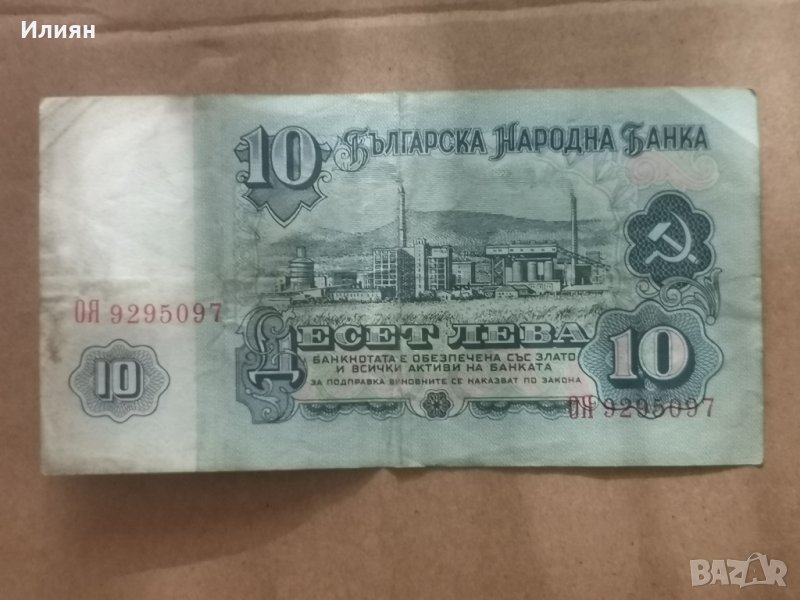 Илиян
10 БЪЛГАРСКА НАРОДНА БАНКА
ОЯ 9295097
ДЕСЕТ ЛЕВА
БАНКНОТАТА Е ОБЕЗПЕЧЕНА СЪС ЗЛАТО
И ВСИЧКИ АКТИВИ НА БАНКАТА
ЗА ПОДПРАВКА ВИНОВНИТЕ СЕ НАКАЗВАТ ПО ЗАКОНА
10
10
ОЯ 9295097
BAZAR